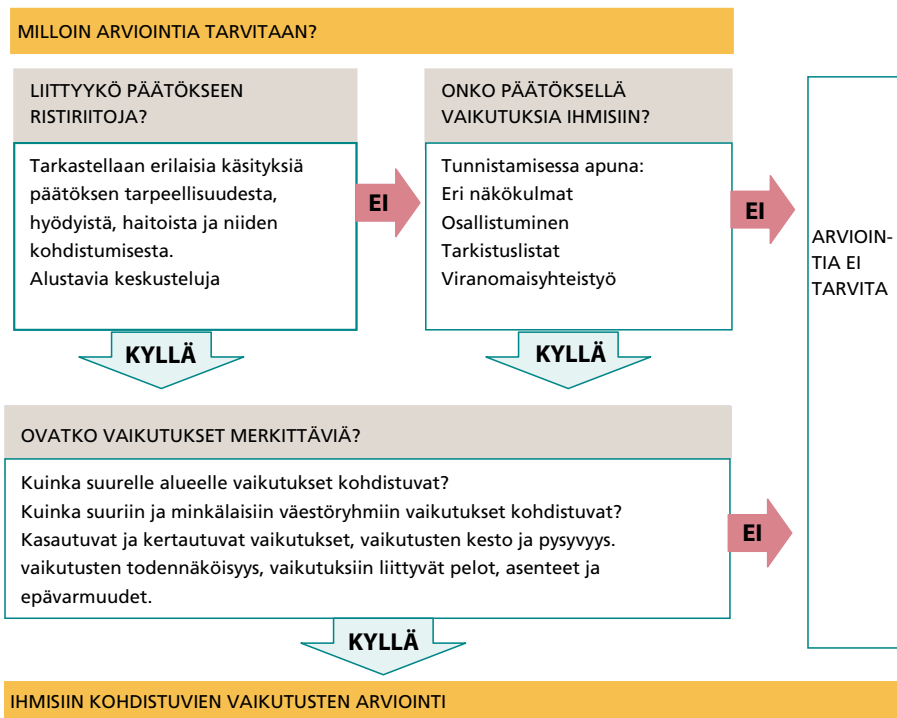 MILLOIN ARVIOINTIA TARVITAAN?
LIITTYYKÖ PÄÄTÖKSEEN
RISTIRIITOJA?
Tarkastellaan erilaisia käsityksiä
päätöksen tarpeellisuudesta,
hyödyistä, haitoista ja niiden
kohdistumisesta.
Alustavia keskusteluja
EI
ONKO PÄÄTÖKSELLÄ
VAIKUTUKSIA IHMISIIN?
Tunnistamisessa apuna:
Eri näkökulmat
Osallistuminen
Tarkistuslistat
Viranomaisyhteistyö
EI
ARVIOIN-
TIA EI
TARVITA
KYLLÄ
KYLLÄ
OVATKO VAIKUTUKSET MERKITTÄVIÄ?
Kuinka suurelle alueelle vaikutukset kohdistuvat?
Kuinka suuriin ja minkälaisiin väestöryhmiin vaikutukset kohdistuvat?
Kasautuvat ja kertautuvat vaikutukset, vaikutusten kesto ja pysyvyys.
vaikutusten todennäköisyys, vaikutuksiin liittyvät pelot, asenteet ja
epävarmuudet.
EI
KYLLÄ
IHMISIIN KOHDISTUVIEN VAIKUTUSTEN ARVIOINTI